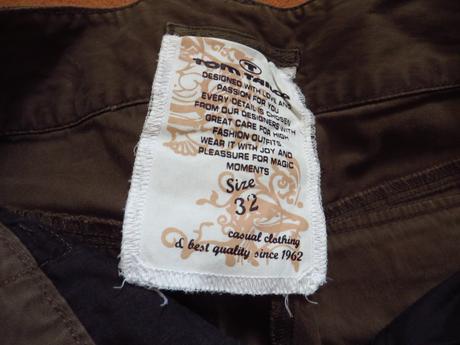 T
TOM TAILOR
DESIGNED WITH LOVE AND
PASSION FOR YOU
EVERY DETAIL IS CHOSEN
FROM OUR DESIGNERS WITH
GREAT CARE FOR HIGH
FASHION OUTFITS
WEAR IT WITH JOY AND
PLEASURE FOR MAGIC
MOMENTS
Size
32
casual clothing
& best quality since 1962